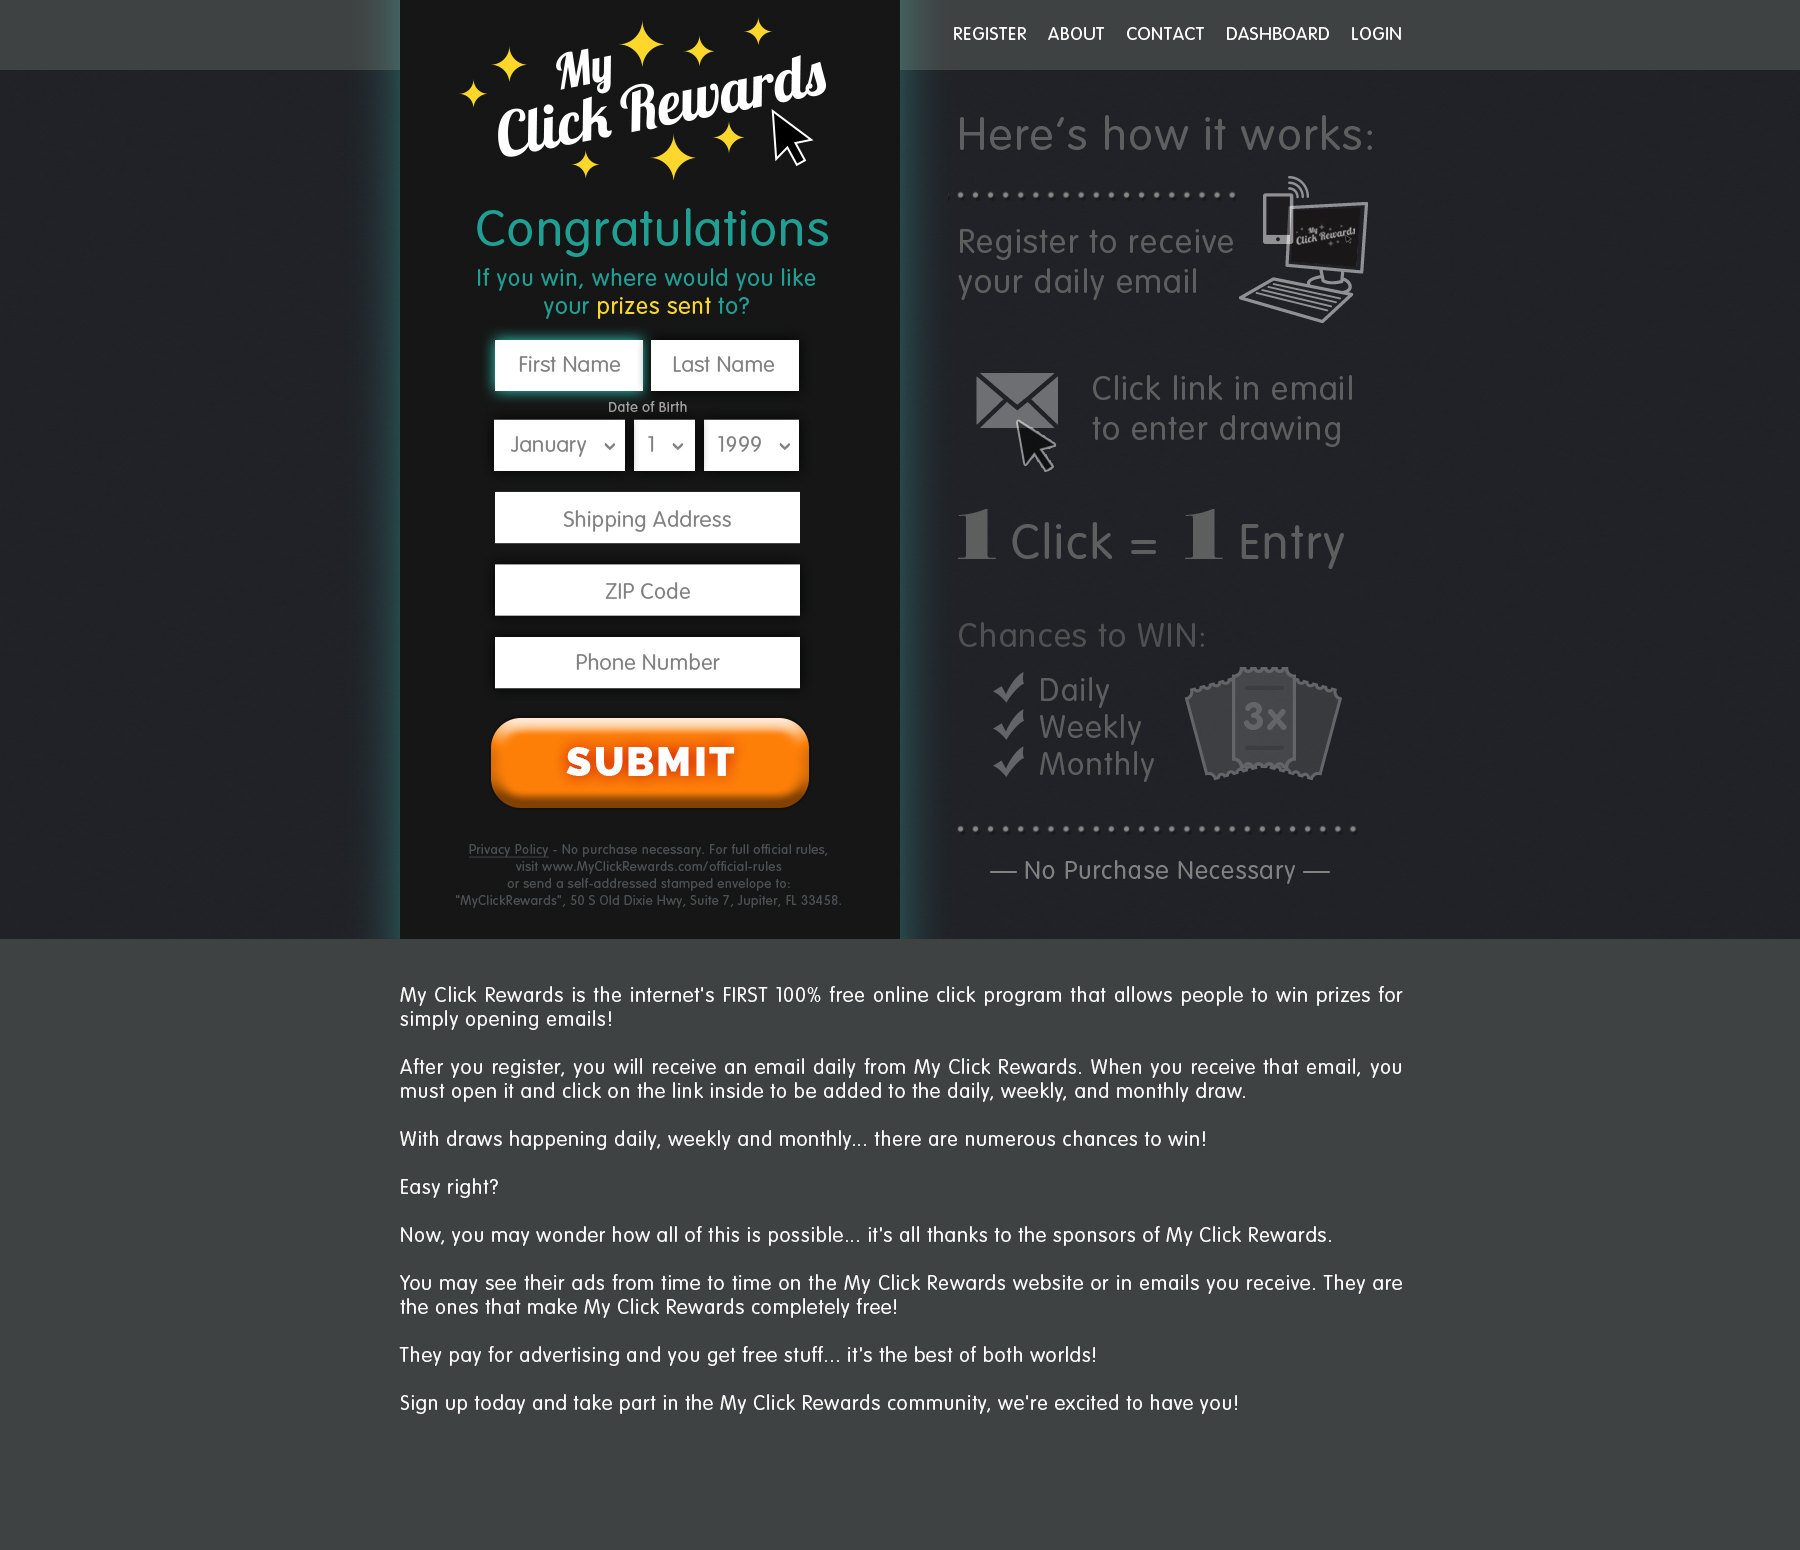 REGISTER ABOUT CONTACT DASHBOARD LOGIN
My
Click Rewards
Congratulations
If you win, where would you like
your prizes sent to?
First Name
Last Name
Date of Birth
January
1
1999
Shipping Address
ZIP Code
Phone Number
SUBMIT
Privacy Policy - No purchase necessary. For full official rules,
visit www.MyClickRewards.com/official-rules
or send a self-addressed stamped envelope to:
"MyClickRewards", 50 S Old Dixie Hwy, Suite 7, Jupiter, FL 33458.
Here's how it works:
Register to receive
your daily email
My
Click Rewards
Click link in email
to enter drawing
1 Click = 1 Entry
Chances to WIN:
Daily
Weekly
Monthly
3x
— No Purchase Necessary —
My Click Rewards is the internet's FIRST 100% free online click program that allows people to win prizes for
simply opening emails!
After you register, you will receive an email daily from My Click Rewards. When you receive that email, you
must open it and click on the link inside to be added to the daily, weekly, and monthly draw.
With draws happening daily, weekly and monthly... there are numerous chances to win!
Easy right?
Now, you may wonder how all of this is possible... it's all thanks to the sponsors of My Click Rewards.
You may see their ads from time to time on the My Click Rewards website or in emails you receive. They are
the ones that make My Click Rewards completely free!
They pay for advertising and you get free stuff... it's the best of both worlds!
Sign up today and take part in the My Click Rewards community, we're excited to have you!